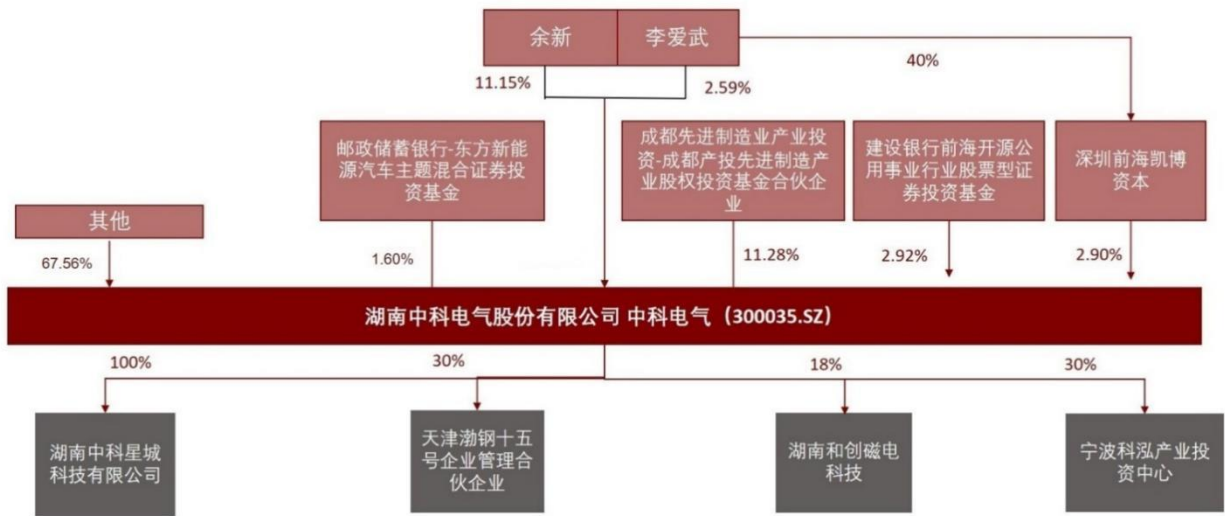 余新
李爱武
11.15%
2.59%
40%
邮政储蓄银行-东方新能
源汽车主题混合证券投
资基金
成都先进制造业产业投
资-成都产投先进制造产
业股权投资基金合伙企
业
建设银行前海开源公
用事业行业股票型证
券投资基金
深圳前海凯博
资本
其他
67.56%
1.60%
11.28%
2.92%
2.90%
湖南中科电气股份有限公司 中科电气（300035.SZ）
100%
30%
18%
30%
湖南中科星城
科技有限公司
天津渤钢十五
号企业管理合
伙企业
湖南和创磁电
科技
宁波科泓产业投
资中心